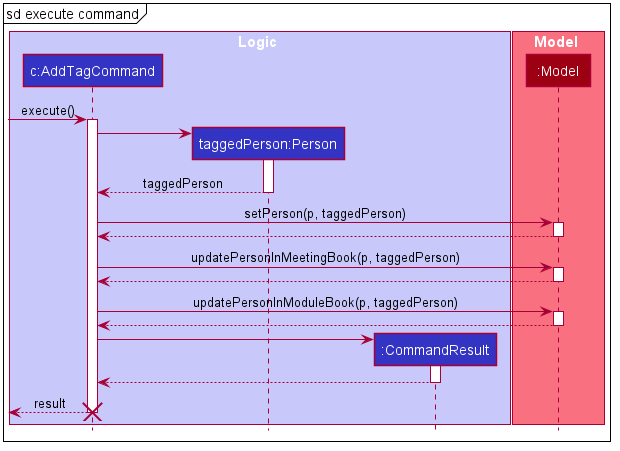 sd execute command
Logic
Model
c:AddTagCommand
:Model
execute()
taggedPerson:Person
taggedPerson
setPerson(p, taggedPerson)
updatePersonInMeetingBook(p, taggedPerson)
updatePersonInModuleBook(p, taggedPerson)
:CommandResult
result